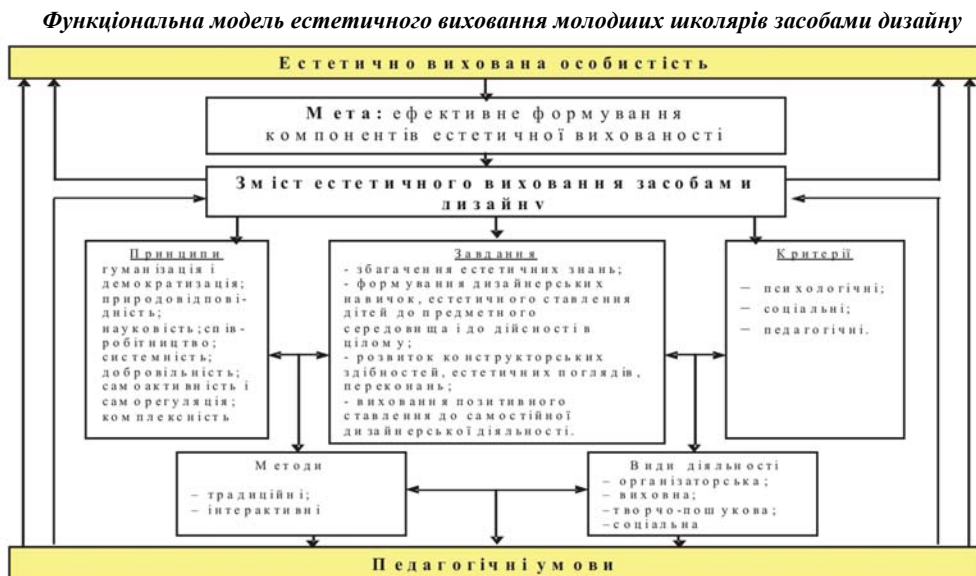 Функціональна модель естетичного виховання молодших школярів засобами дизайну
Естетично вихована особистість
Мета: ефективне формування
компонентів естетичної вихованості
Зміст естетичного виховання засобами
дизайну
Принципи
гуманізація і
демократизація;
природовідпові-
дність;
науковість; спів-
робітництво;
системність;
добровільність;
самоактивність і
саморегуляція;
комплексність
Завдання
- збагачення естетичних знань;
- формування дизайнерських
навичок, естетичного ставлення
дітей до предметного
середовища і до дійсності в
цілому;
- розвиток конструкторських
здібностей, естетичних поглядів,
переконань;
- виховання позитивного
ставлення до самостійної
дизайнерської діяльності.
Критерії
– психологічні;
– соціальні;
– педагогічні.
Методи
– традиційні;
– інтерактивні
Види діяльності
– організаторська;
– виховна;
–творчо-пошукова;
–соціальна
Педагогічні умови